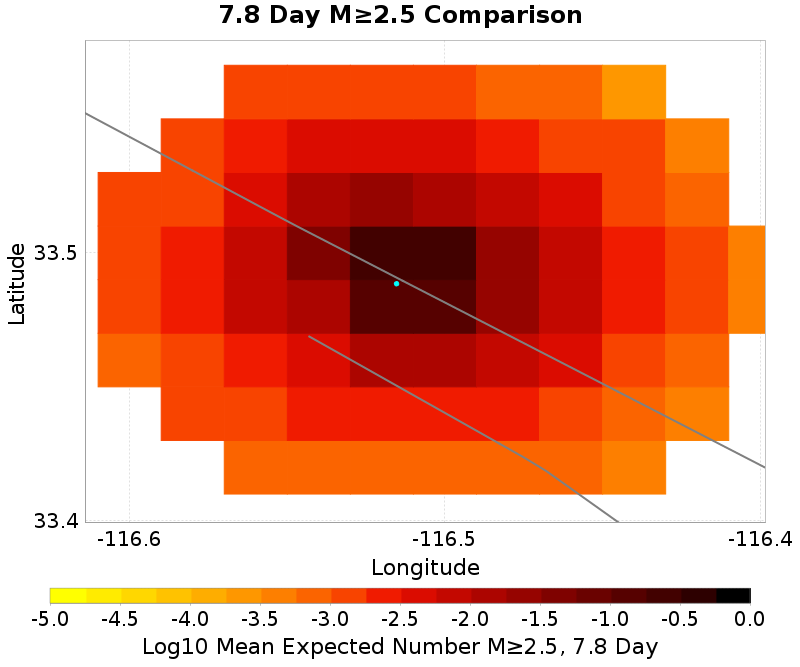 7.8 Day M≥2.5 Comparison
Latitude
33.5
33.4
-116.6 -116.5 -116.4
Longitude
-5.0 -4.5 -4.0 -3.5 -3.0 -2.5 -2.0 -1.5 -1.0 -0.5 0.0
Log10 Mean Expected Number M≥2.5, 7.8 Day